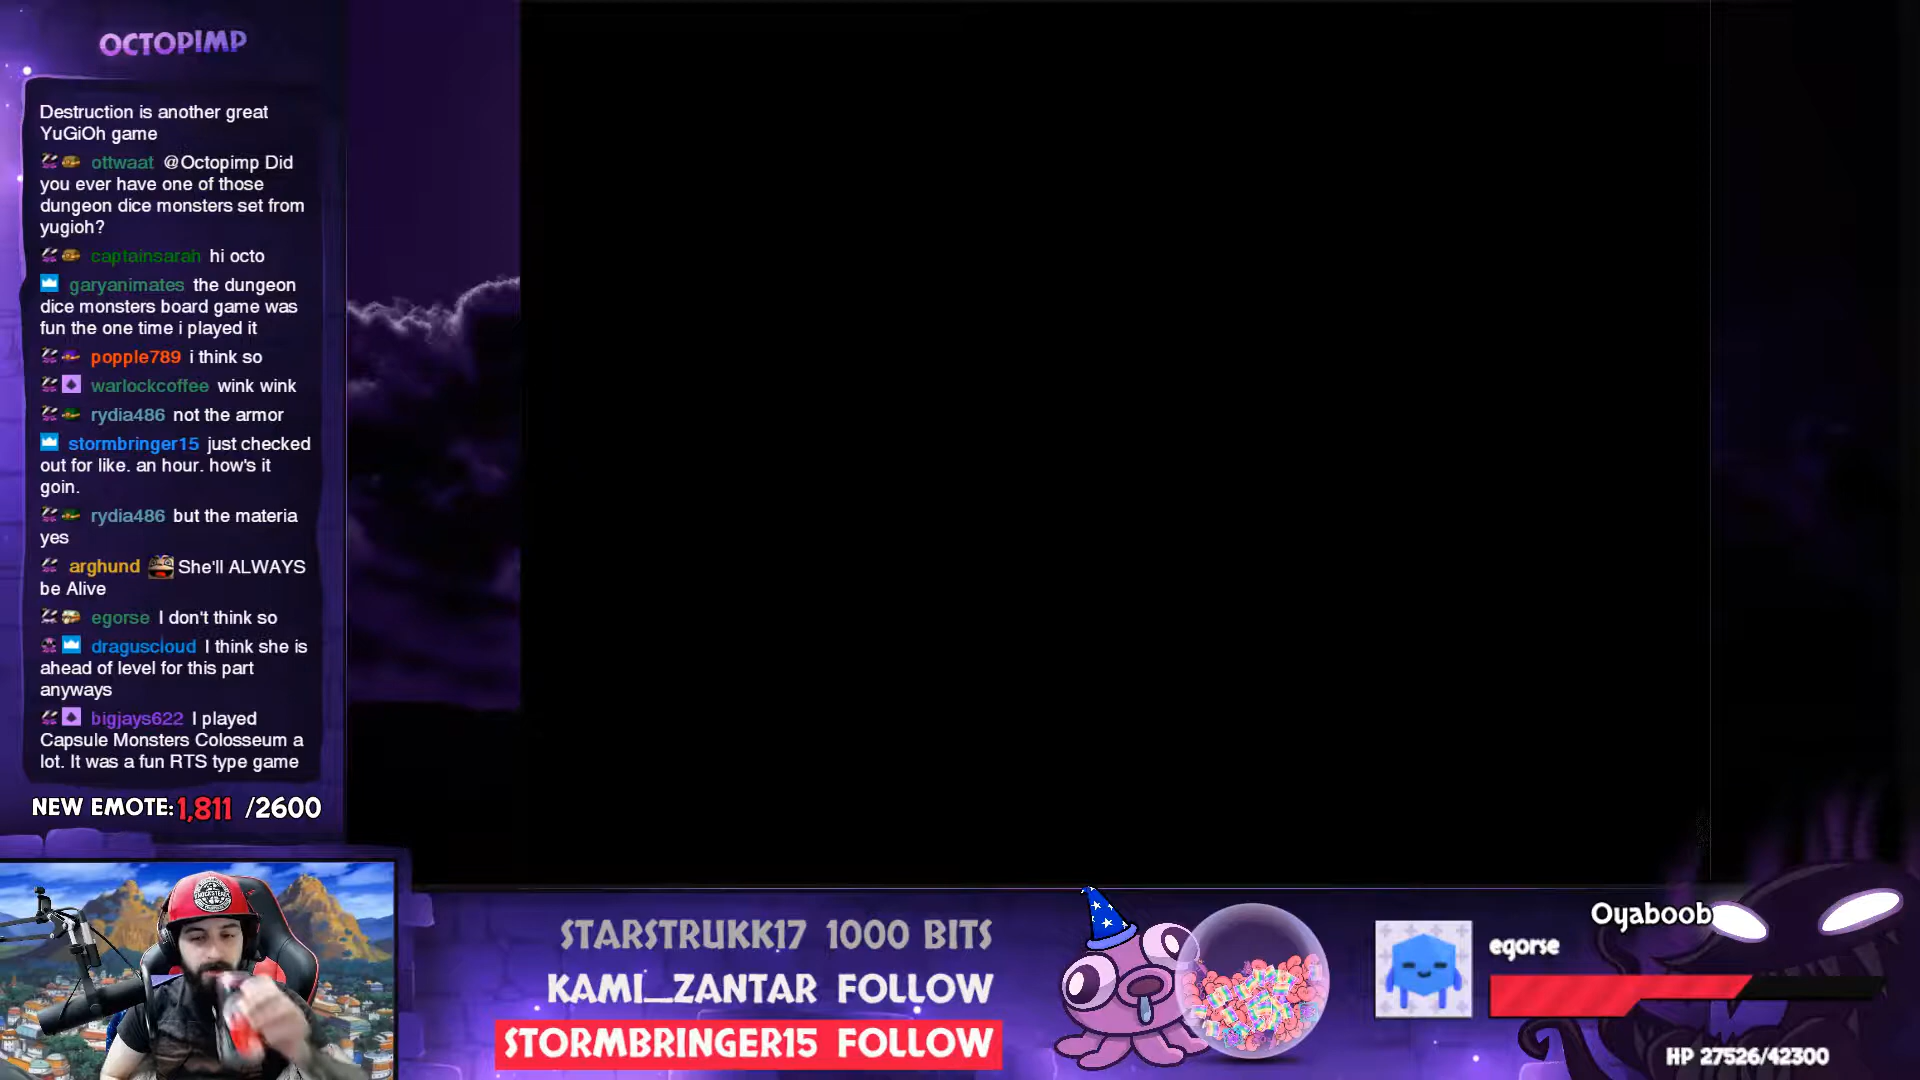 OCTOPIMP
Destruction is another great
YuGiOh game
ottwaat @Octopimp Did
you ever have one of those
dungeon dice monsters set from
yugioh?
captainsarah hi octo
garyanimates the dungeon
dice monsters board game was
fun the one time i played it
popple789 i think so
warlockcoffee wink wink
rydia486 not the armor
stormbringer15 just checked
out for like. an hour. how's it
goin.
rydia486 but the materia
yes
arghund She'll ALWAYS
be Alive
egorse I don't think so
draguscloud I think she is
ahead of level for this part
anyways
bigjays622 I played
Capsule Monsters Colosseum a
lot. It was a fun RTS type game
NEW EMOTE: 1,811 /2600
STARSTRUKK17 1000 BITS
KAMI_ZANTAR FOLLOW
STORMBRINGER15 FOLLOW
Oyaboob
egorse
HP 27526/42300